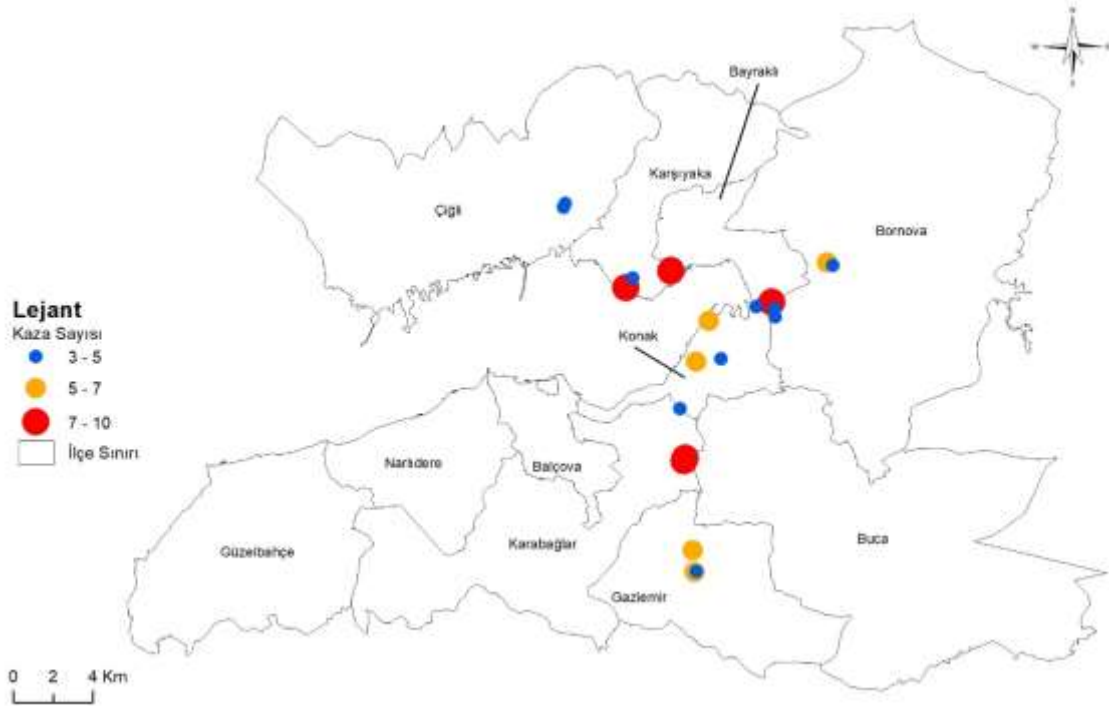 Bayraklı
Karşıyaka
Çiğli
Bornova
Lejant
Kaza Sayısı
3 - 5
5 - 7
7 - 10
İlçe Sınırı
Konak
Narlıdere
Balçova
Güzelbahçe
Karabağlar
Buca
Gaziemir
0 2 4 Km